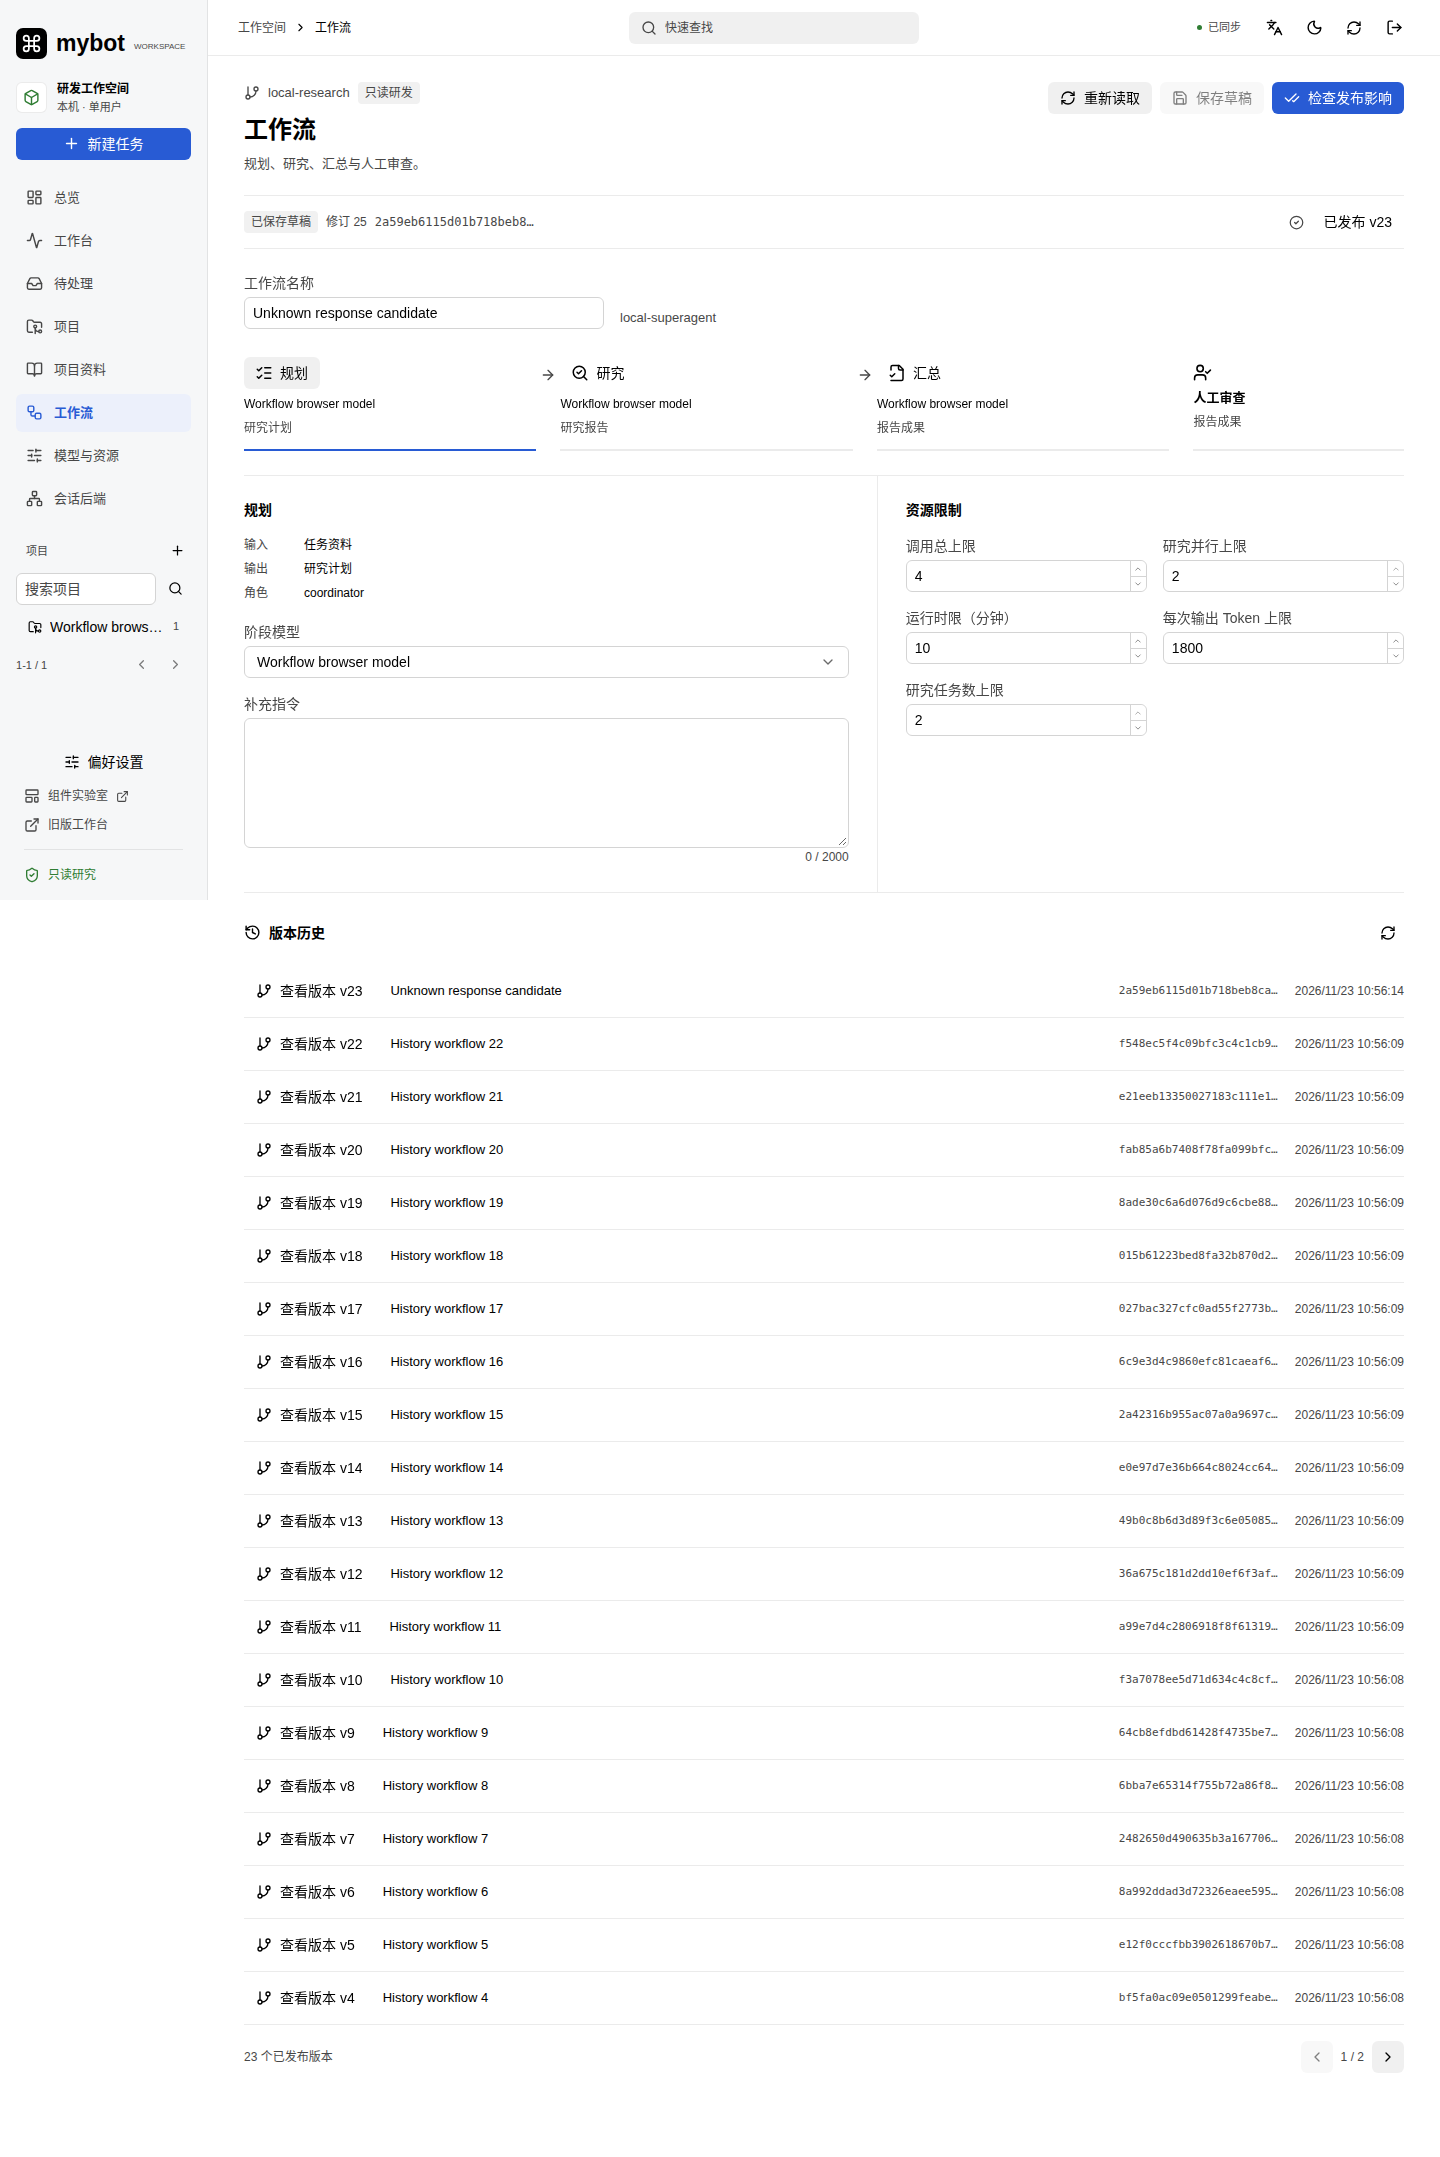 mybot WORKSPACE
研发工作空间
本机 · 单用户
新建任务
总览
工作台
待处理
项目
项目资料
工作流
模型与资源
会话后端
项目
搜索项目
Workflow brows… 1
1-1 / 1
偏好设置
组件实验室
旧版工作台
只读研究
工作空间 工作流
快速查找
已同步
local-research 只读研发
重新读取 保存草稿 检查发布影响
工作流
规划、研究、汇总与人工审查。
已保存草稿 修订 25 2a59eb6115d01b718beb8… 已发布 v23
工作流名称
Unknown response candidate local-superagent
规划 研究 汇总
Workflow browser model Workflow browser model Workflow browser model 人工审查
研究计划 研究报告 报告成果 报告成果
规划
输入 任务资料
输出 研究计划
角色 coordinator
阶段模型
Workflow browser model
补充指令
0 / 2000
资源限制
调用总上限 研究并行上限
4 2
运行时限（分钟） 每次输出 Token 上限
10 1800
研究任务数上限
2
版本历史
查看版本 v23 Unknown response candidate 2a59eb6115d01b718beb8ca… 2026/11/23 10:56:14
查看版本 v22 History workflow 22 f548ec5f4c09bfc3c4c1cb9… 2026/11/23 10:56:09
查看版本 v21 History workflow 21 e21eeb13350027183c111e1… 2026/11/23 10:56:09
查看版本 v20 History workflow 20 fab85a6b7408f78fa099bfc… 2026/11/23 10:56:09
查看版本 v19 History workflow 19 8ade30c6a6d076d9c6cbe88… 2026/11/23 10:56:09
查看版本 v18 History workflow 18 015b61223bed8fa32b870d2… 2026/11/23 10:56:09
查看版本 v17 History workflow 17 027bac327cfc0ad55f2773b… 2026/11/23 10:56:09
查看版本 v16 History workflow 16 6c9e3d4c9860efc81caeaf6… 2026/11/23 10:56:09
查看版本 v15 History workflow 15 2a42316b955ac07a0a9697c… 2026/11/23 10:56:09
查看版本 v14 History workflow 14 e0e97d7e36b664c8024cc64… 2026/11/23 10:56:09
查看版本 v13 History workflow 13 49b0c8b6d3d89f3c6e05085… 2026/11/23 10:56:09
查看版本 v12 History workflow 12 36a675c181d2dd10ef6f3af… 2026/11/23 10:56:09
查看版本 v11 History workflow 11 a99e7d4c2806918f8f61319… 2026/11/23 10:56:09
查看版本 v10 History workflow 10 f3a7078ee5d71d634c4c8cf… 2026/11/23 10:56:08
查看版本 v9 History workflow 9 64cb8efdbd61428f4735be7… 2026/11/23 10:56:08
查看版本 v8 History workflow 8 6bba7e65314f755b72a86f8… 2026/11/23 10:56:08
查看版本 v7 History workflow 7 2482650d490635b3a167706… 2026/11/23 10:56:08
查看版本 v6 History workflow 6 8a992ddad3d72326eaee595… 2026/11/23 10:56:08
查看版本 v5 History workflow 5 e12f0cccfbb3902618670b7… 2026/11/23 10:56:08
查看版本 v4 History workflow 4 bf5fa0ac09e0501299feabe… 2026/11/23 10:56:08
23 个已发布版本 1 / 2